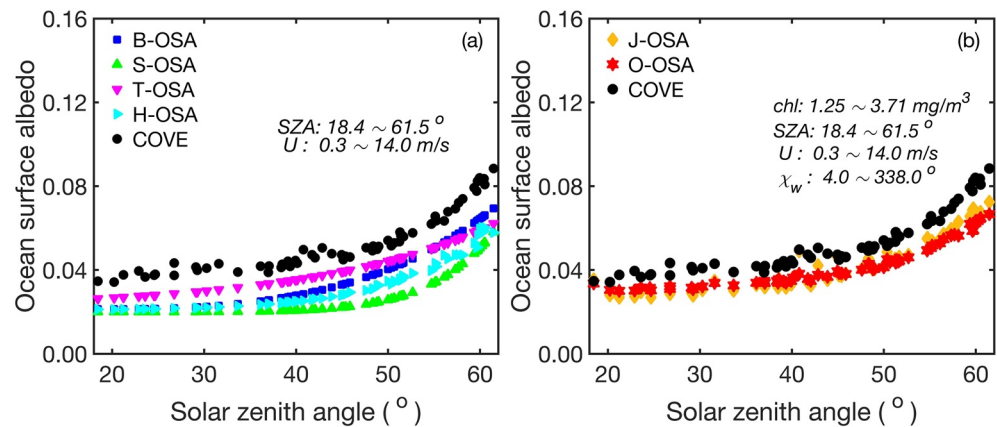 0.16
0.12
0.08
0.04
0.00
Ocean surface albedo
B-OSA
S-OSA
T-OSA
H-OSA
COVE
(a)
SZA: 18.4 ~ 61.5 °
U : 0.3 ~ 14.0 m/s
20 30 40 50 60
Solar zenith angle ( ° )
0.16
0.12
0.08
0.04
0.00
Ocean surface albedo
J-OSA
O-OSA
COVE
(b)
chl: 1.25 ~ 3.71 mg/m³
SZA: 18.4 ~ 61.5 °
U : 0.3 ~ 14.0 m/s
χw : 4.0 ~ 338.0 °
20 30 40 50 60
Solar zenith angle ( ° )